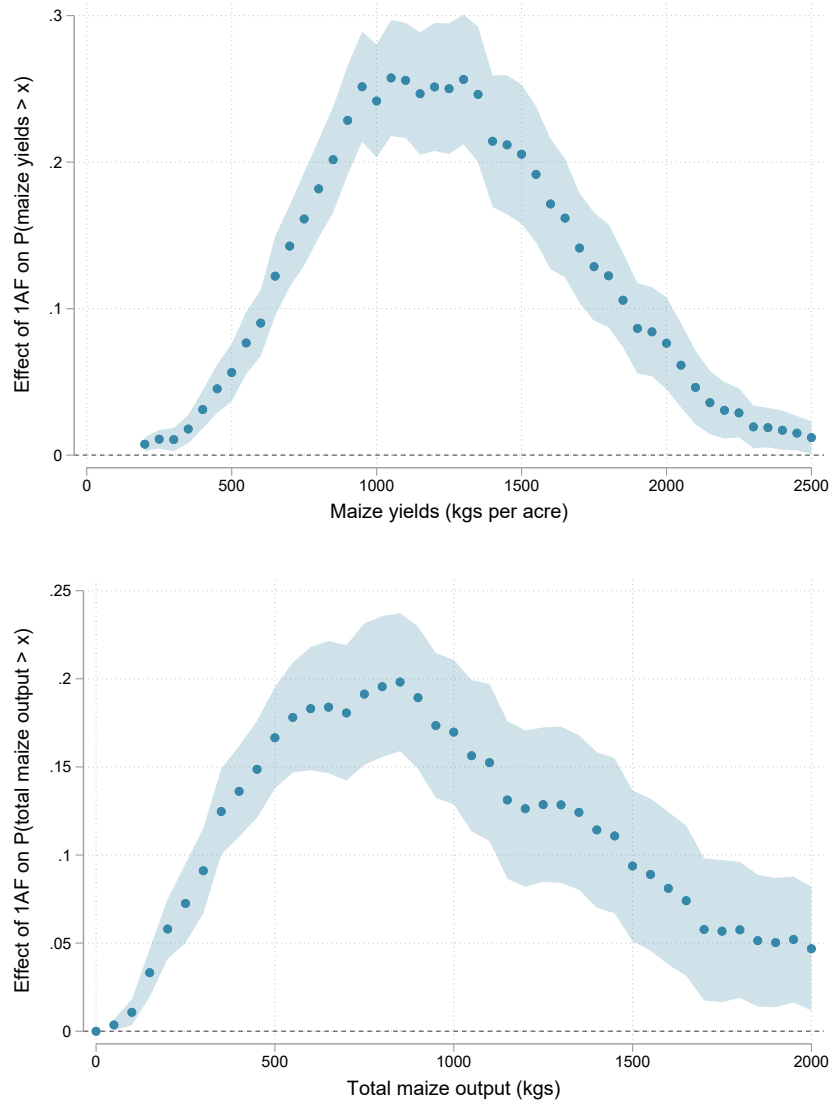 .3
.2
.1
0
Effect of 1AF on P(maize yields > x)
0 500 1000 1500 2000 2500
Maize yields (kgs per acre)
.25
.2
.15
.1
.05
0
Effect of 1AF on P(total maize output > x)
0 500 1000 1500 2000
Total maize output (kgs)